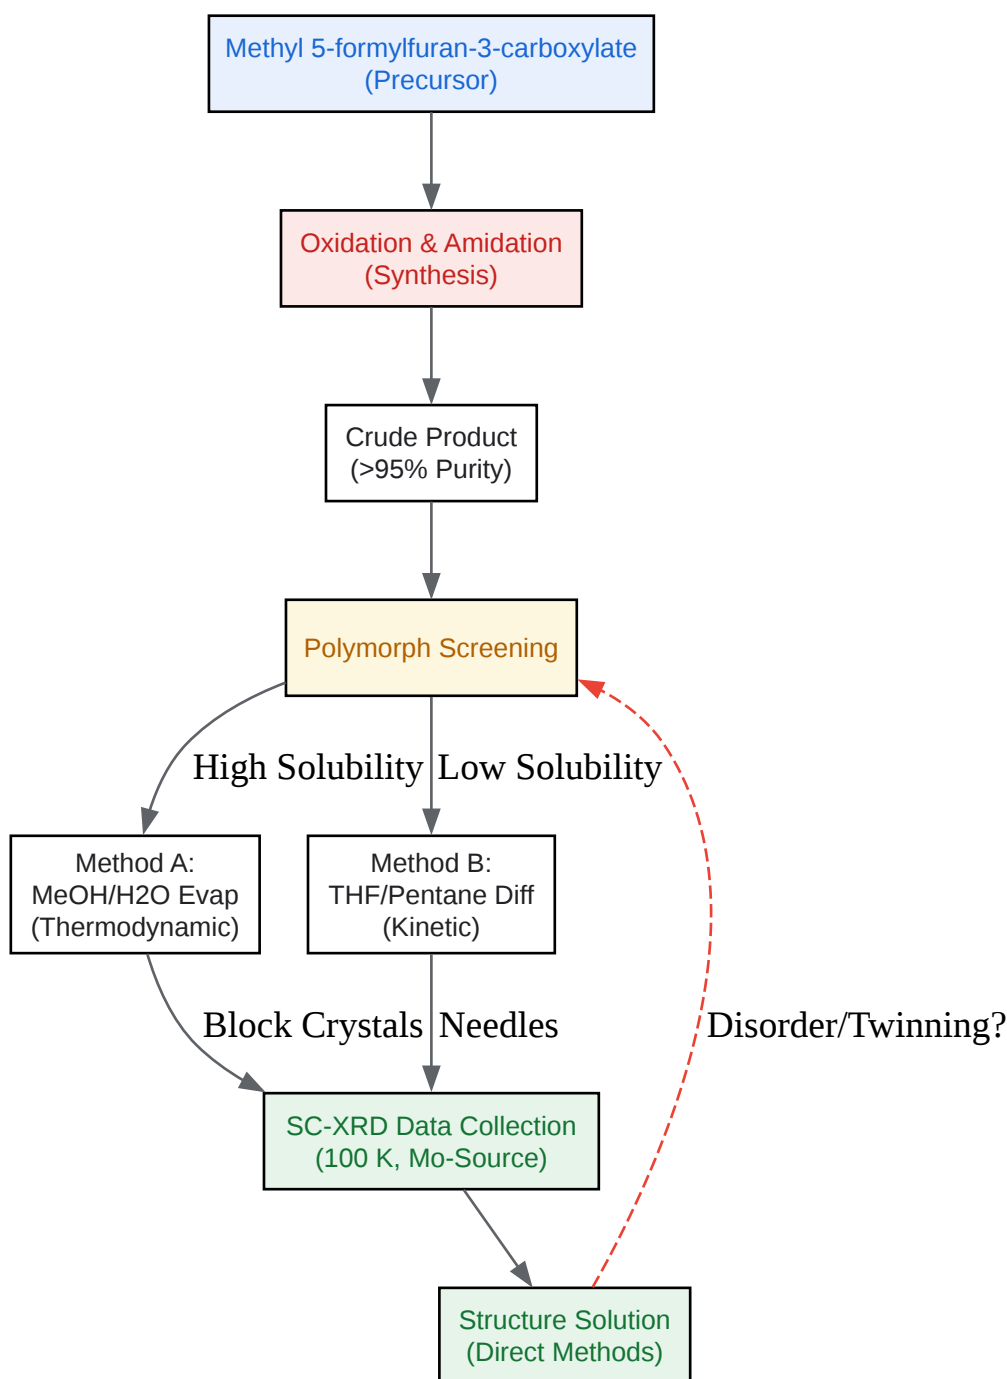 Methyl 5-formylfuran-3-carboxylate
(Precursor)
Oxidation & Amidation
(Synthesis)
Crude Product
(>95% Purity)
Polymorph Screening
High Solubility
Low Solubility
Method A:
MeOH/H2O Evap
(Thermodynamic)
Method B:
THF/Pentane Diff
(Kinetic)
Block Crystals
Needles
Disorder/Twinning?
SC-XRD Data Collection
(100 K, Mo-Source)
Structure Solution
(Direct Methods)